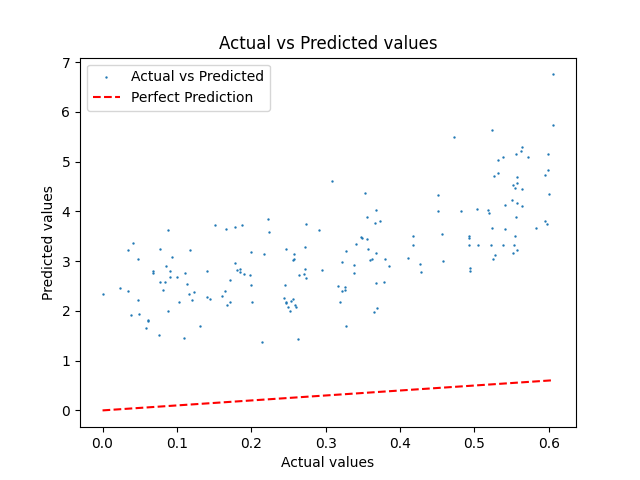 Actual vs Predicted values
Actual vs Predicted
Perfect Prediction
Predicted values
7
6
5
4
3
2
1
0
0.0 0.1 0.2 0.3 0.4 0.5 0.6
Actual values